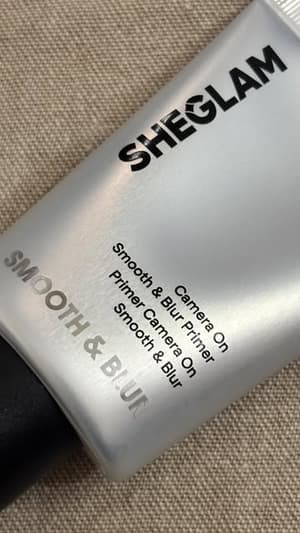 SHEGLAM
Camera On
Smooth & Blur Primer
Primer Camera On
Smooth & Blur
SMOOTH & BLUR